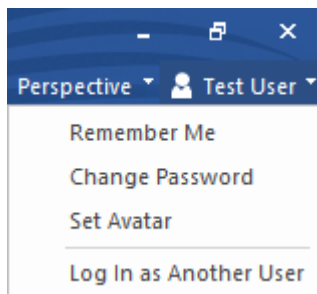 Perspective Test User
Remember Me
Change Password
Set Avatar
Log In as Another User